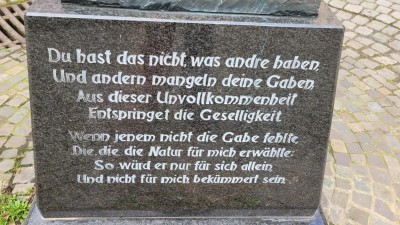 Du hast das nicht, was andre haben,
Und andern mangeln deine Gaben,
Aus dieser Unvollkommenheit
Entspringet die Geselligkeit.
Wenn jenem nicht die Gabe fehlte,
Die, die die Natur für mich erwählte:
So würd er nur für sich allein,
Und nicht für mich bekümmert sein.